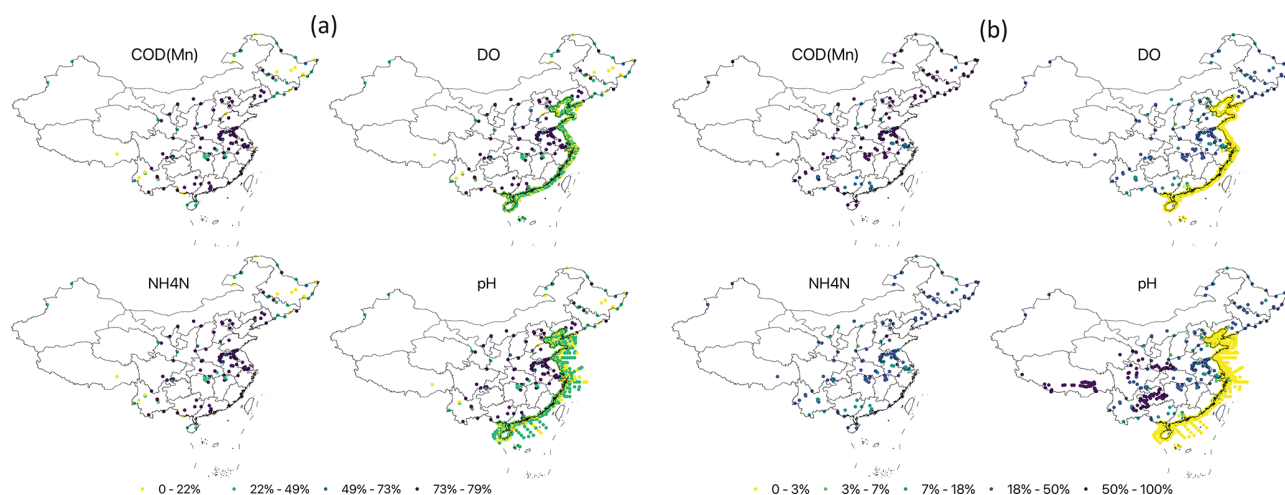 (a)
(b)
COD(Mn) DO COD(Mn) DO
NH4N pH NH4N pH
0 - 22% 22% - 49% 49% - 73% 73% - 79% 0 - 3% 3% - 7% 7% - 18% 18% - 50% 50% - 100%